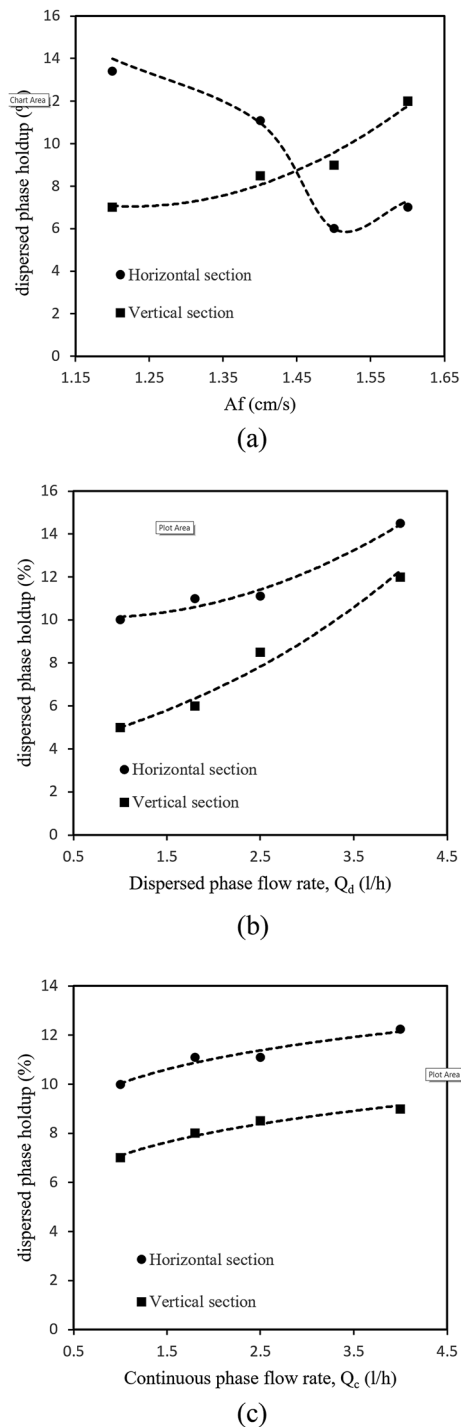 16
14
12
10
8
6
4
2
0
dispersed phase holdup (%)
Chart Area
Horizontal section
Vertical section
1.15 1.25 1.35 1.45 1.55 1.65
Af (cm/s)
(a)
16
14
12
10
8
6
4
2
0
dispersed phase holdup (%)
Plot Area
Horizontal section
Vertical section
0.5 1.5 2.5 3.5 4.5
Dispersed phase flow rate, Qd (l/h)
(b)
14
12
10
8
6
4
2
0
dispersed phase holdup (%)
Plot Area
Horizontal section
Vertical section
0.5 1.5 2.5 3.5 4.5
Continuous phase flow rate, Qc (l/h)
(c)